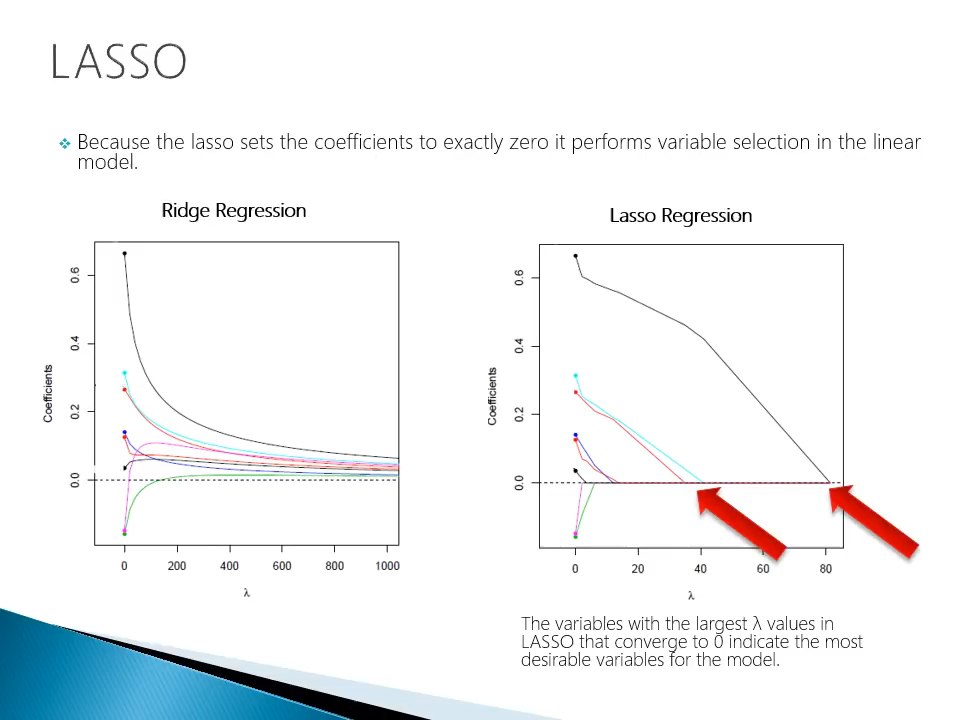 LASSO
❖ Because the lasso sets the coefficients to exactly zero it performs variable selection in the linear
model.
Ridge Regression
Coefficients
0.6
0.4
0.2
0.0
0 200 400 600 800 1000
λ
Lasso Regression
Coefficients
0.6
0.4
0.2
0.0
0 20 40 60 80
λ
The variables with the largest λ values in
LASSO that converge to 0 indicate the most
desirable variables for the model.